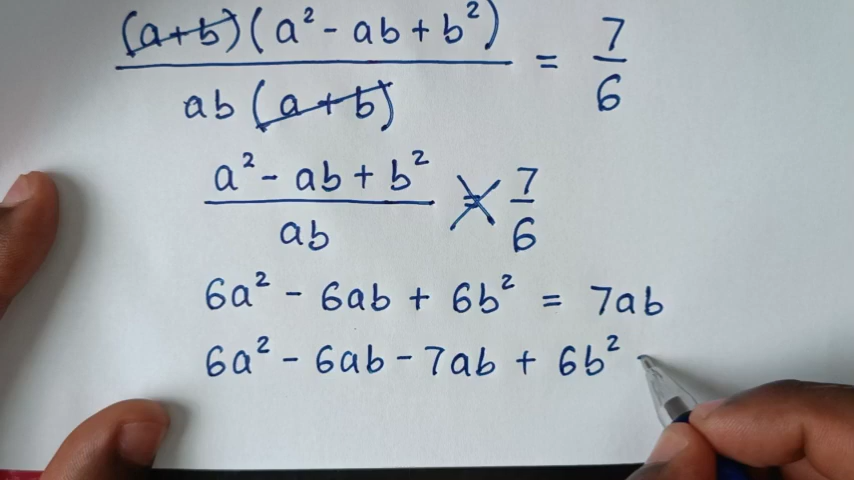 (a+b)(a² - ab + b²) / ab(a+b) = 7/6
a² - ab + b² / ab = 7/6
6a² - 6ab + 6b² = 7ab
6a² - 6ab - 7ab + 6b²